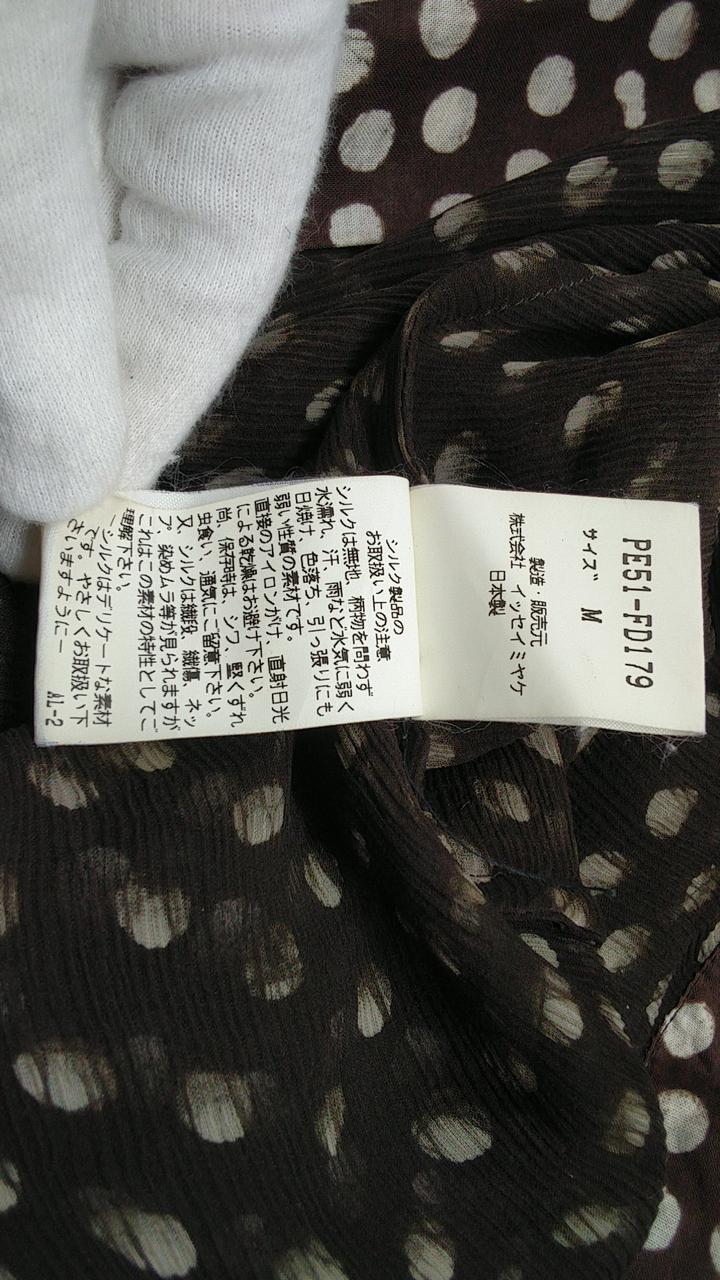 PE51-FD179
サイズ M
製造・販売元
株式会社 イッセイミヤケ
日本製
シルク製品の
お取扱い上の注意
シルクは無地、柄物を問わず
水濡れ、汗、雨など水気に弱く
日焼け、色落ち、引っ張りにも
弱い性質の素材です。
直接のアイロンがけ、直射日光
による乾燥はお避け下さい。
尚、保存時は、シワ、型くずれ
虫食い、通気にご留意下さい。
又、シルクは繊段、繊傷、ネッ
プ、染めムラ等が見られますが
これはこの素材の特性としてご
理解下さい。
―シルクはデリケートな素材
です。やさしくお取扱い下
さいますように―
AL-2